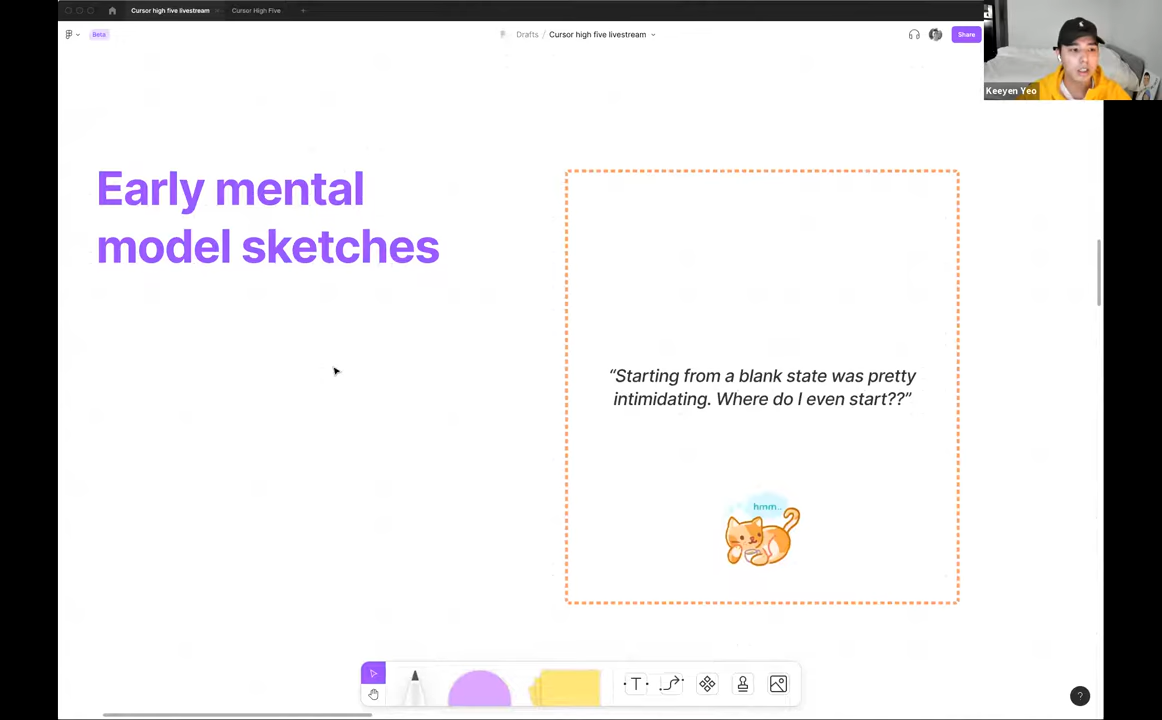 Cursor high five livestream
Cursor High Five
Beta
Drafts / Cursor high five livestream
Share
Keeyen Yeo
Early mental
model sketches
“Starting from a blank state was pretty
intimidating. Where do I even start??”
hmm..
T
?